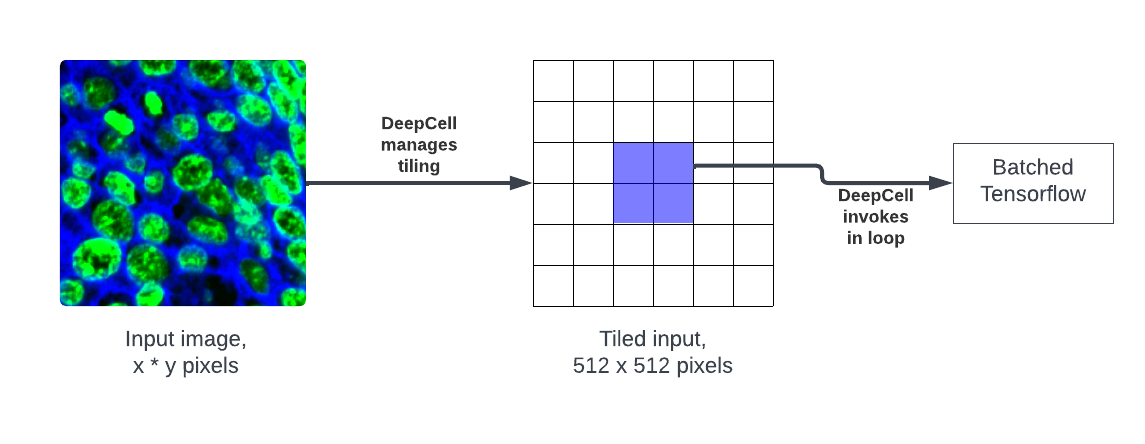 DeepCell
manages
tiling
DeepCell
invokes
in loop
Batched
Tensorflow
Input image,
x * y pixels
Tiled input,
512 x 512 pixels